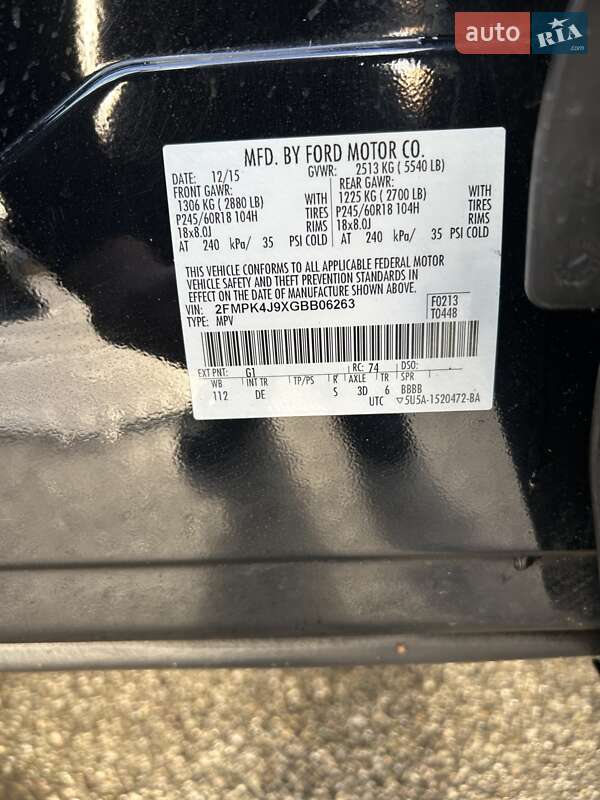 auto RIA.com
MFD. BY FORD MOTOR CO.
DATE: 12/15 GVWR: 2513 KG ( 5540 LB)
FRONT GAWR: REAR GAWR:
1306 KG ( 2880 LB) WITH 1225 KG ( 2700 LB) WITH
P245/60R18 104H TIRES P245/60R18 104H TIRES
18x8.0J RIMS 18x8.0J RIMS
AT 240 kPa/ 35 PSI COLD AT 240 kPa/ 35 PSI COLD
THIS VEHICLE CONFORMS TO ALL APPLICABLE FEDERAL MOTOR
VEHICLE SAFETY AND THEFT PREVENTION STANDARDS IN
EFFECT ON THE DATE OF MANUFACTURE SHOWN ABOVE.
VIN: 2FMPK4J9XGBB06263 F0213
TYPE: MPV T0448
EXT PNT: G1 RC: 74 DSO:
WB INT TR TP/PS R AXLE TR SPR
112 DE S 3D 6 BBBB
UTC ▽5U5A-1520472-BA